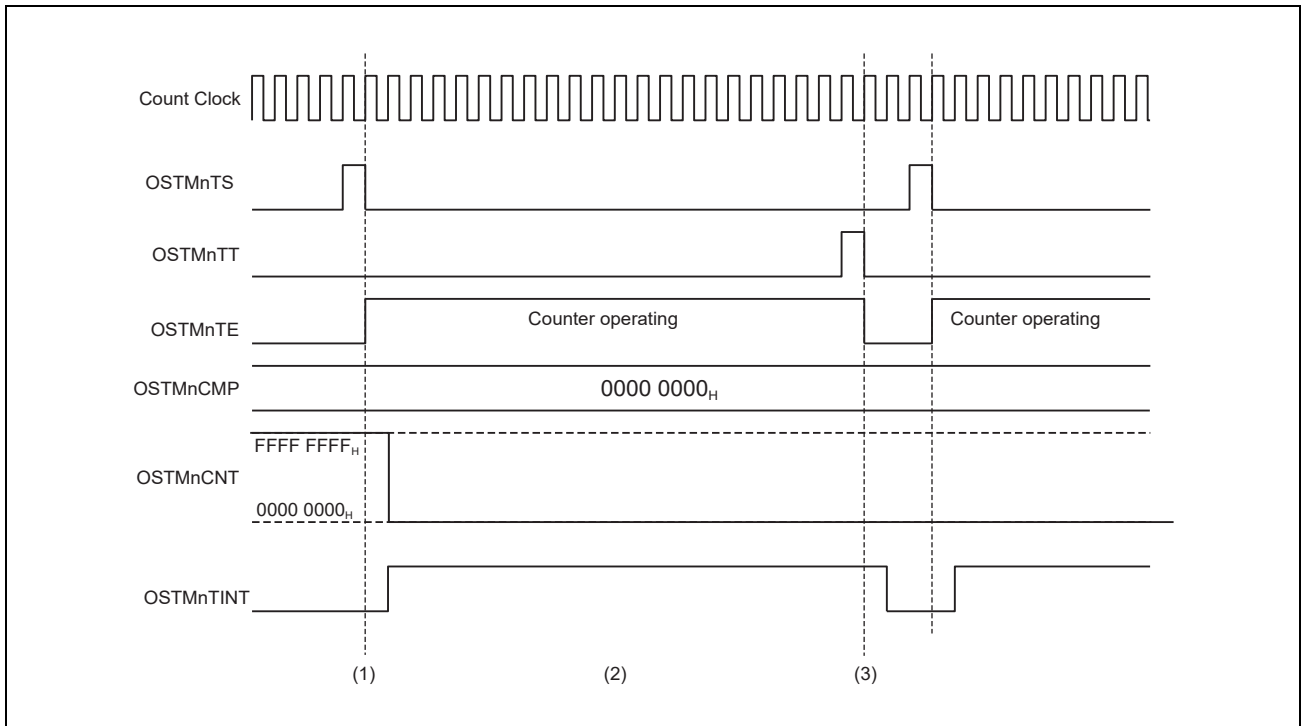 Count Clock
OSTMnTS
OSTMnTT
OSTMnTE
Counter operating
Counter operating
OSTMnCMP
0000 0000H
FFFF FFFFH
OSTMnCNT
0000 0000H
OSTMnTINT
(1)
(2)
(3)